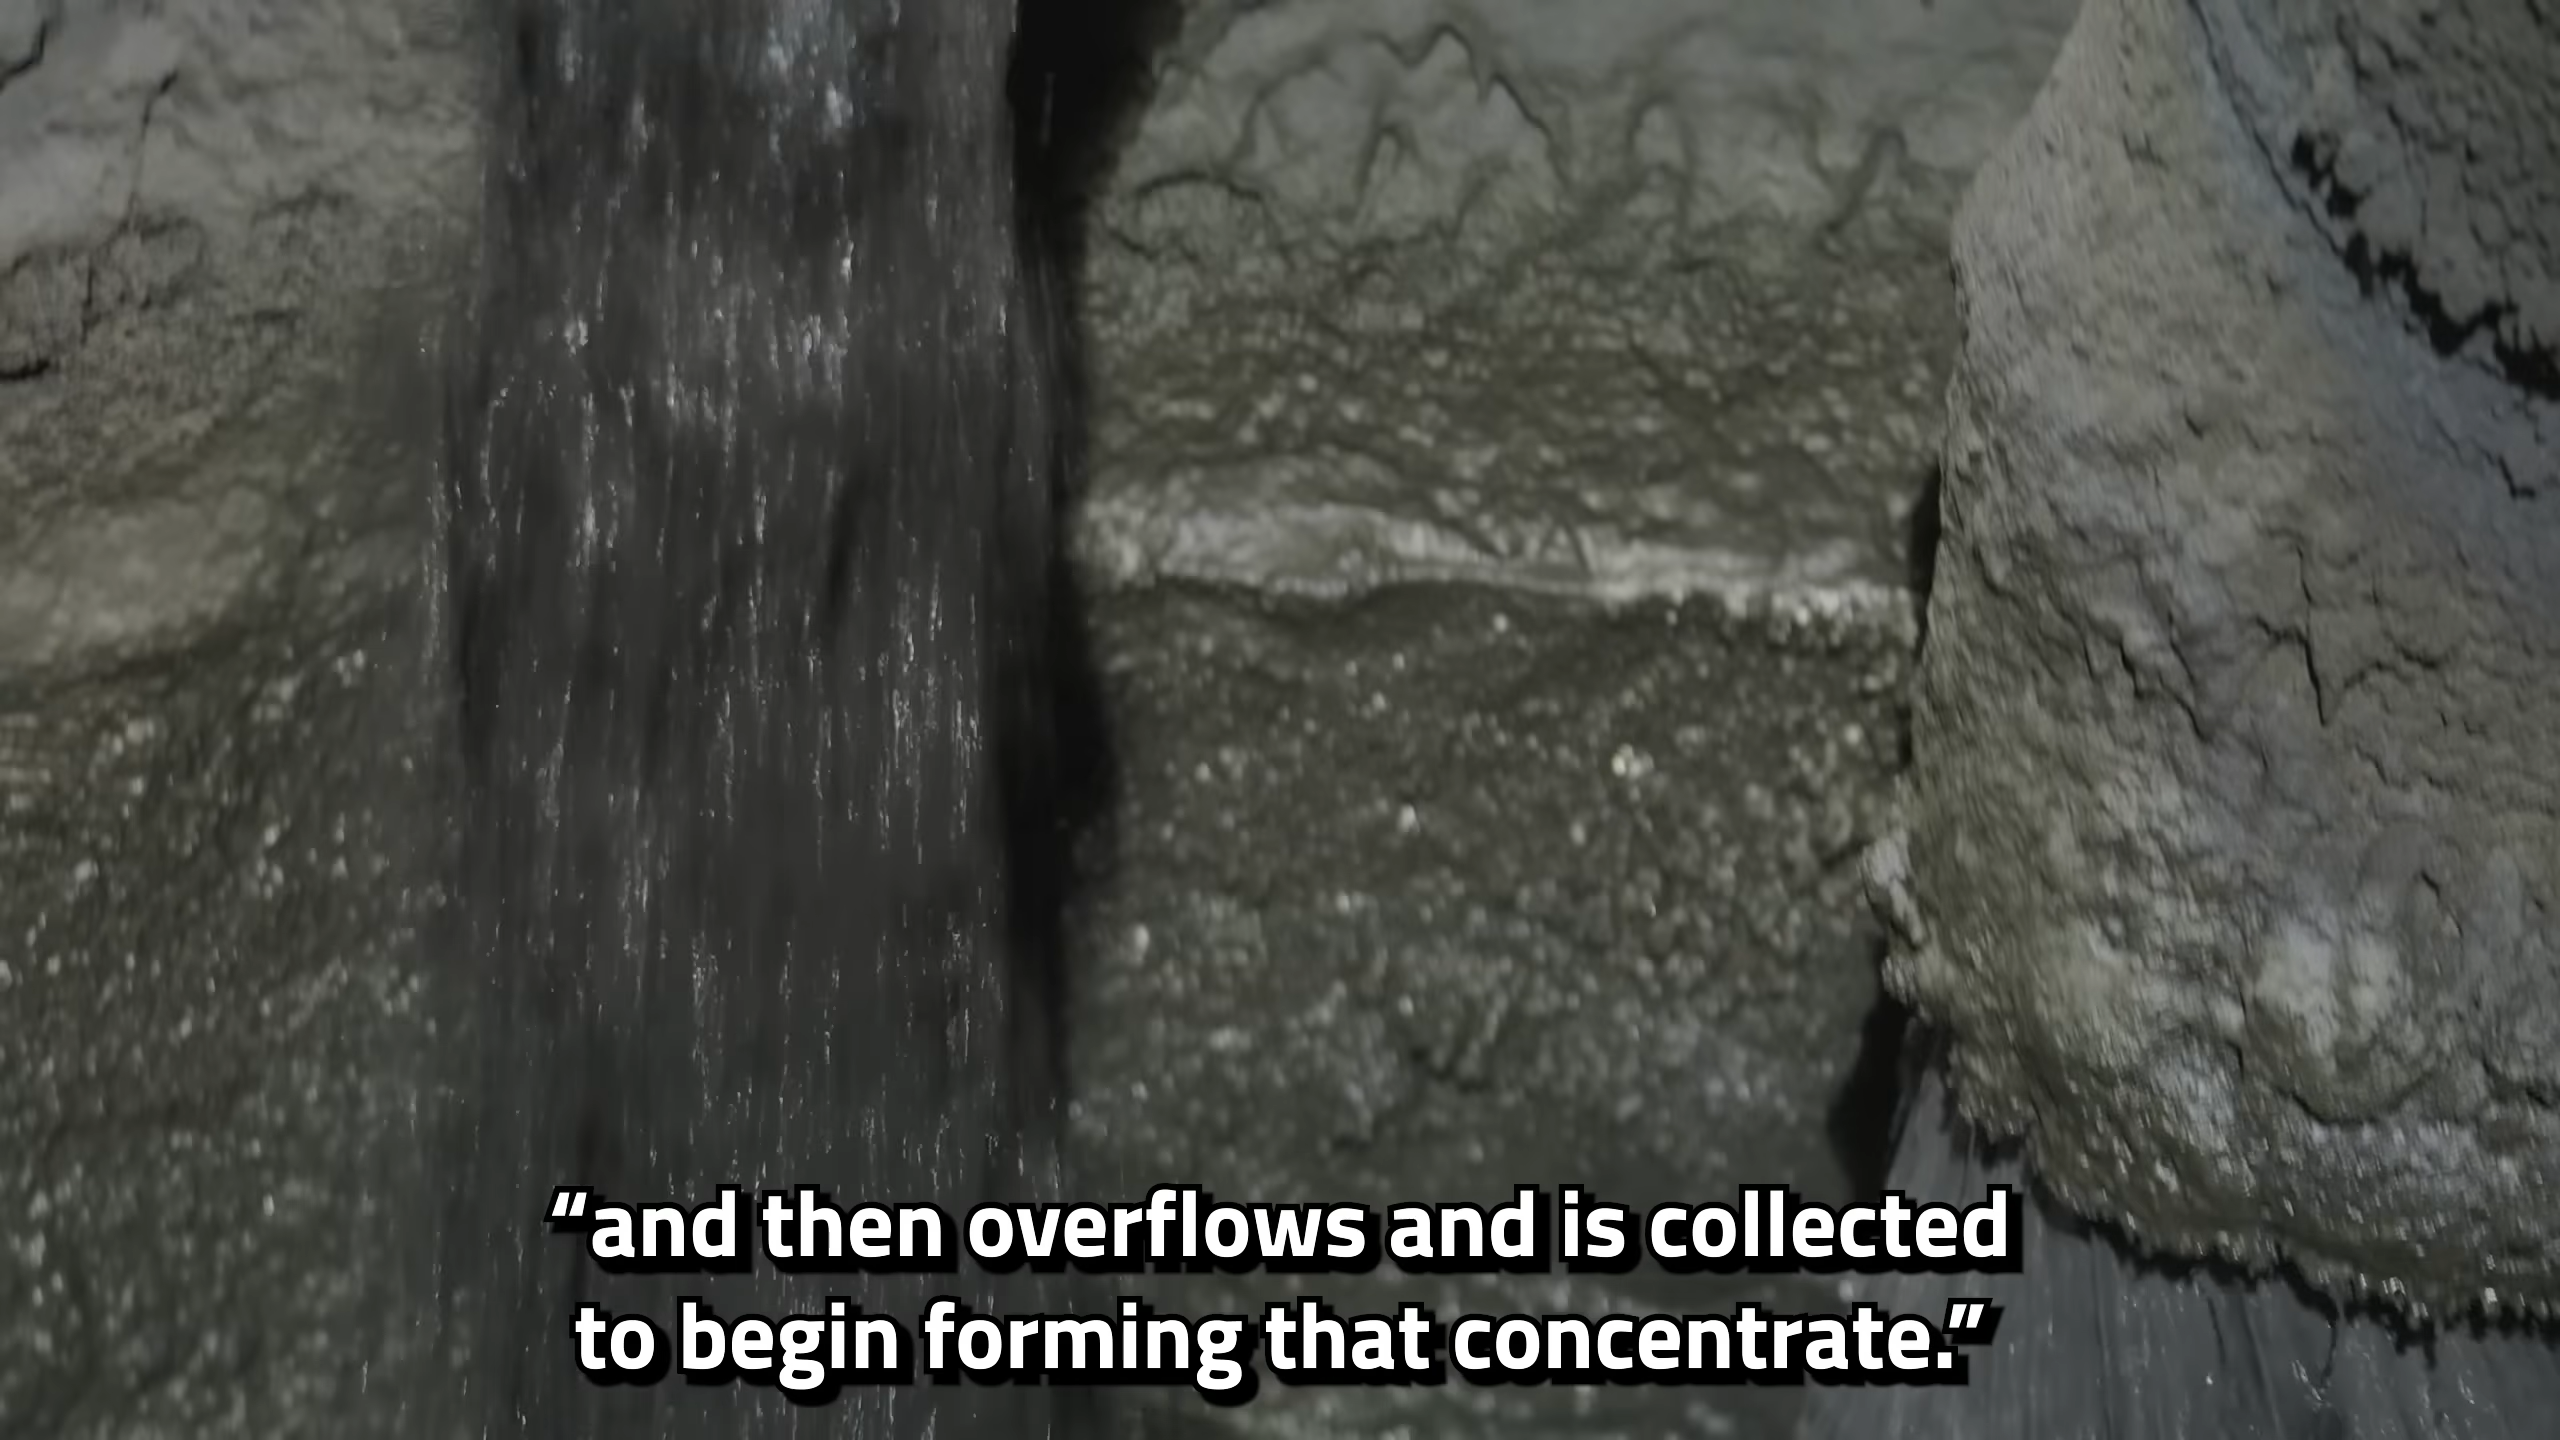 “and then overflows and is collected
to begin forming that concentrate.”